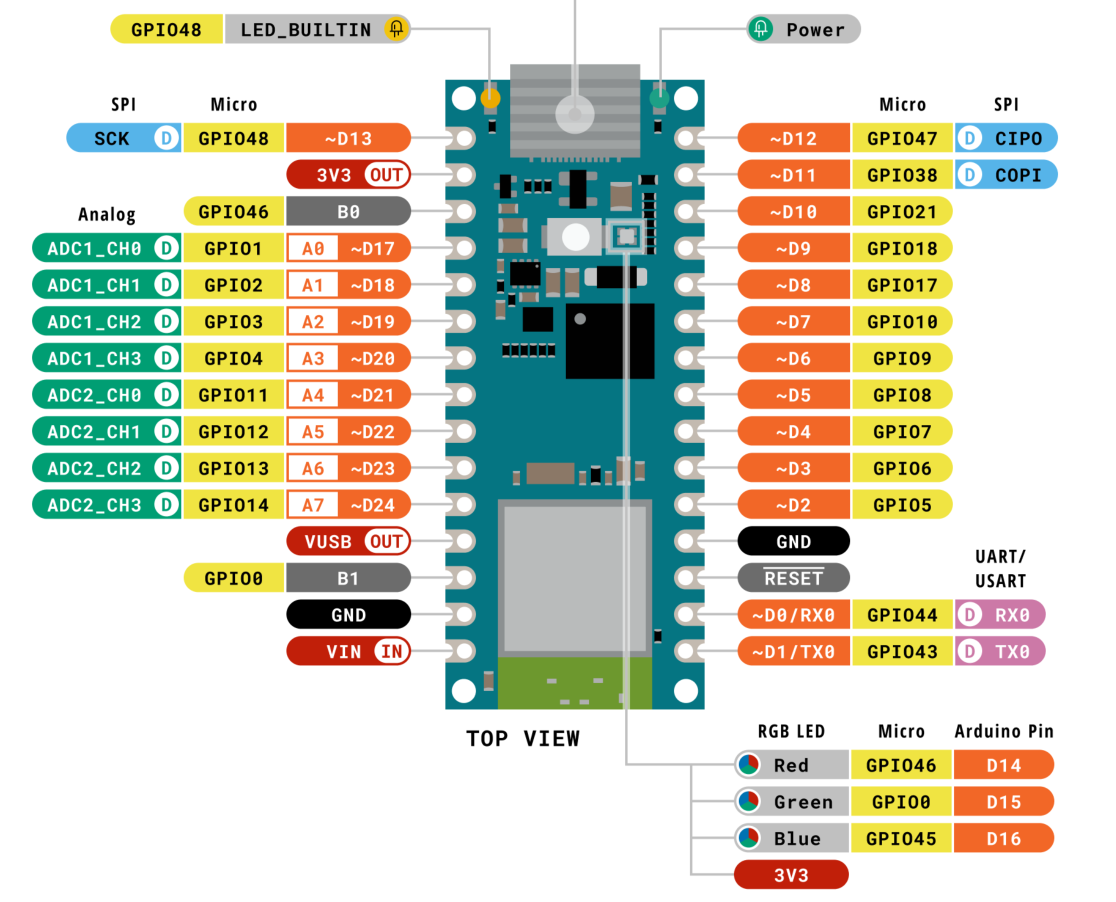 GPIO48 LED_BUILTIN
Power
SPI Micro
Micro SPI
SCK D GPIO48 ~D13
~D12 GPIO47 D CIPO
3V3 OUT
~D11 GPIO38 D COPI
Analog
GPIO46 B0
~D10 GPIO21
ADC1_CH0 D GPIO1 A0 ~D17
~D9 GPIO18
ADC1_CH1 D GPIO2 A1 ~D18
~D8 GPIO17
ADC1_CH2 D GPIO3 A2 ~D19
~D7 GPIO10
ADC1_CH3 D GPIO4 A3 ~D20
~D6 GPIO9
ADC2_CH0 D GPIO11 A4 ~D21
~D5 GPIO8
ADC2_CH1 D GPIO12 A5 ~D22
~D4 GPIO7
ADC2_CH2 D GPIO13 A6 ~D23
~D3 GPIO6
ADC2_CH3 D GPIO14 A7 ~D24
~D2 GPIO5
VUSB OUT
GND
UART/
USART
GPIO0 B1
RESET
GND
~D0/RX0 GPIO44 D RX0
VIN IN
~D1/TX0 GPIO43 D TX0
TOP VIEW
RGB LED Micro Arduino Pin
Red GPIO46 D14
Green GPIO0 D15
Blue GPIO45 D16
3V3